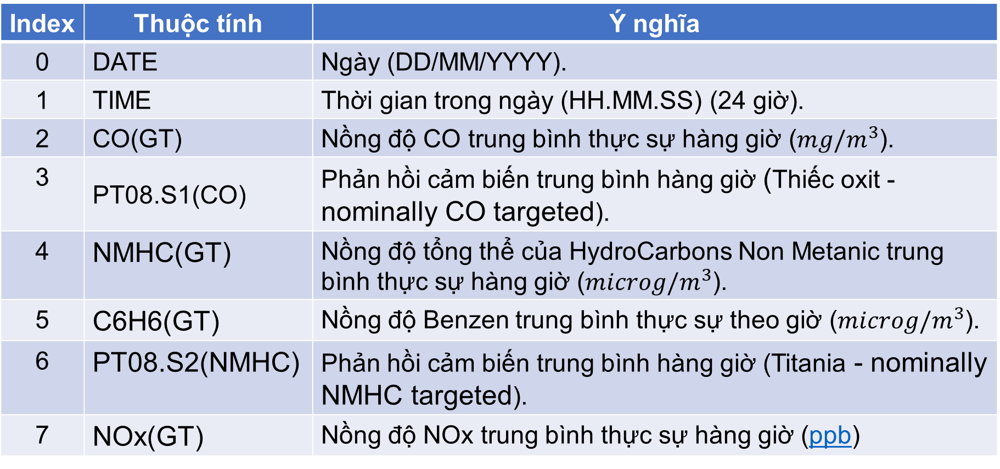 Index Thuộc tính Ý nghĩa
0 DATE Ngày (DD/MM/YYYY).
1 TIME Thời gian trong ngày (HH.MM.SS) (24 giờ).
2 CO(GT) Nồng độ CO trung bình thực sự hàng giờ (mg/m³).
3 PT08.S1(CO) Phản hồi cảm biến trung bình hàng giờ (Thiếc oxit -
nominally CO targeted).
4 NMHC(GT) Nồng độ tổng thể của HydroCarbons Non Metanic trung
bình thực sự hàng giờ (microg/m³).
5 C6H6(GT) Nồng độ Benzen trung bình thực sự theo giờ (microg/m³).
6 PT08.S2(NMHC) Phản hồi cảm biến trung bình hàng giờ (Titania - nominally
NMHC targeted).
7 NOx(GT) Nồng độ NOx trung bình thực sự hàng giờ (ppb)